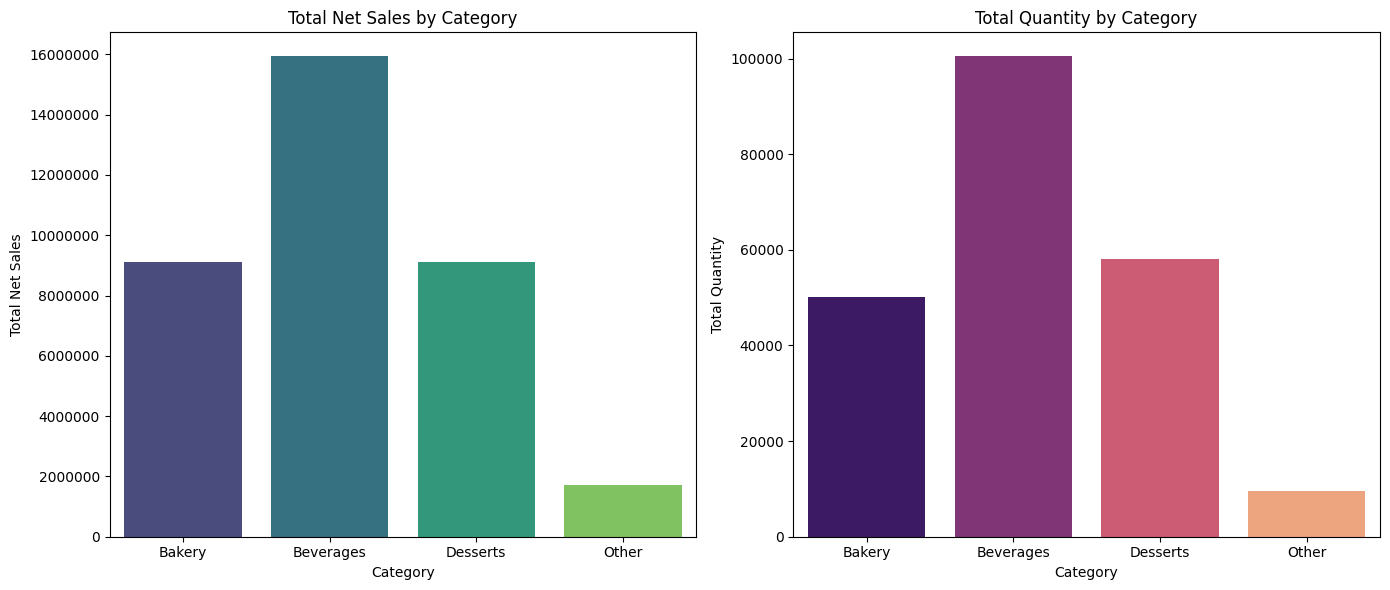 Total Net Sales by Category
16000000
14000000
12000000
10000000
8000000
6000000
4000000
2000000
0
Total Net Sales
Bakery
Beverages
Desserts
Other
Category
Total Quantity by Category
100000
80000
60000
40000
20000
0
Total Quantity
Bakery
Beverages
Desserts
Other
Category